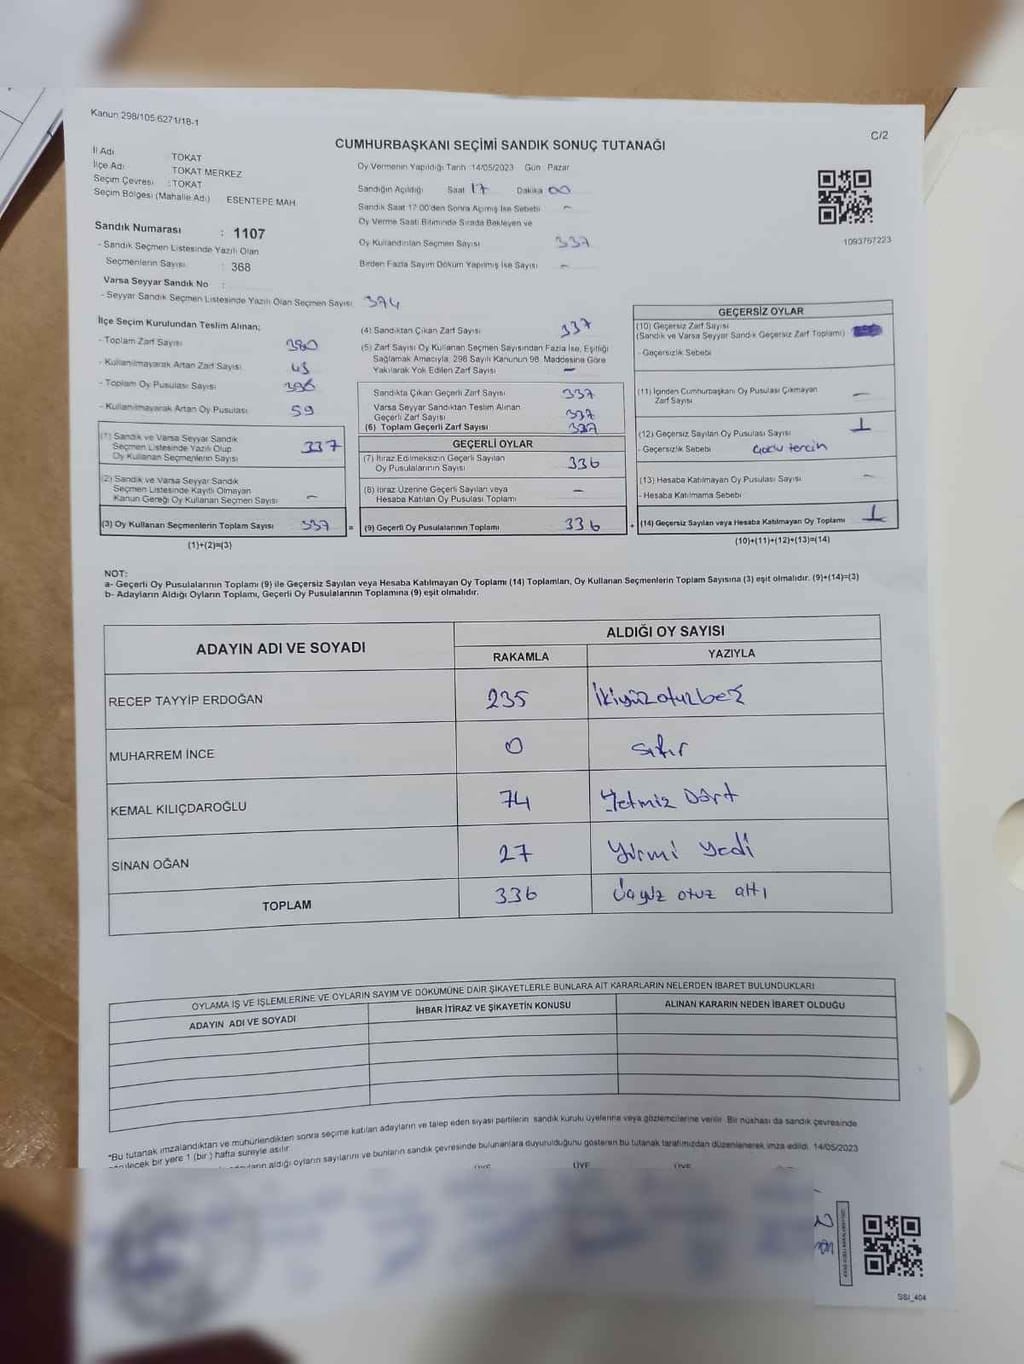 Kanun 298/105 6271/18-1
C/2
CUMHURBAŞKANI SEÇİMİ SANDIK SONUÇ TUTANAĞI
İl Adı TOKAT
İlçe Adı TOKAT MERKEZ
Seçim Çevresi : TOKAT
Seçim Bölgesi (Mahalle Adı) ESENTEPE MAH.
Oy Vermenin Yapıldığı Tarih :14/05/2023 Gün Pazar
Sandığın Açıldığı Saat 17 Dakika 00
Sandık Saat 17:00'den Sonra Açımış İse Sebebi –
Oy Verme Saati Bitiminde Sırada Bekleyen ve
Oy Kullandırılan Seçmen Sayısı 337
Birden Fazla Sayım Döküm Yapılmış İse Sayısı –
1093767223
Sandık Numarası : 1107
- Sandık Seçmen Listesinde Yazılı Olan
Seçmenlerin Sayısı : 368
Varsa Seyyar Sandık No :
- Seyyar Sandık Seçmen Listesinde Yazılı Olan Seçmen Sayısı 394
İlçe Seçim Kurulundan Teslim Alınan;
- Toplam Zarf Sayısı 380
- Kullanılmayarak Artan Zarf Sayısı 43
- Toplam Oy Pusulası Sayısı 396
- Kullanılmayarak Artan Oy Pusulası 59
(1) Sandık ve Varsa Seyyar Sandık
Seçmen Listesinde Yazılı Olup
Oy Kullanan Seçmenlerin Sayısı 337
(2) Sandık ve Varsa Seyyar Sandık
Seçmen Listesinde Kayıtlı Olmayan
Kanun Gereği Oy Kullanan Seçmen Sayısı –
(3) Oy Kullanan Seçmenlerin Toplam Sayısı 337 =
(1)+(2)=(3)
(4) Sandıktan Çıkan Zarf Sayısı 337
(5) Zarf Sayısı Oy Kullanan Seçmen Sayısından Fazla İse, Eşitliği
Sağlamak Amacıyla, 298 Sayılı Kanunun 98. Maddesine Göre
Yakılarak Yok Edilen Zarf Sayısı –
Sandıkta Çıkan Geçerli Zarf Sayısı 337
Varsa Seyyar Sandıktan Teslim Alınan
Geçerli Zarf Sayısı 337
(6) Toplam Geçerli Zarf Sayısı 337
GEÇERLİ OYLAR
(7) İtiraz Edilmeksizin Geçerli Sayılan
Oy Pusulalarının Sayısı 336
(8) İtiraz Üzerine Geçerli Sayılan veya
Hesaba Katılan Oy Pusulası Toplamı –
(9) Geçerli Oy Pusulalarının Toplamı 336 +
GEÇERSİZ OYLAR
(10) Geçersiz Zarf Sayısı
(Sandık ve Varsa Seyyar Sandık Geçersiz Zarf Toplamı)
- Geçersizlik Sebebi
(11) İçinden Cumhurbaşkanı Oy Pusulası Çıkmayan
Zarf Sayısı –
(12) Geçersiz Sayılan Oy Pusulası Sayısı 1
- Geçersizlik Sebebi Çoklu tercih
(13) Hesaba Katılmayan Oy Pusulası Sayısı –
- Hesaba Katılmama Sebebi
(14) Geçersiz Sayılan veya Hesaba Katılmayan Oy Toplamı 1
(10)+(11)+(12)+(13)=(14)
NOT:
a- Geçerli Oy Pusulalarının Toplamı (9) ile Geçersiz Sayılan veya Hesaba Katılmayan Oy Toplamı (14) Toplamları, Oy Kullanan Seçmenlerin Toplam Sayısına (3) eşit olmalıdır. (9)+(14)=(3)
b- Adayların Aldığı Oyların Toplamı, Geçerli Oy Pusulalarının Toplamına (9) eşit olmalıdır.
ADAYIN ADI VE SOYADI ALDIĞI OY SAYISI
RAKAMLA YAZIYLA
RECEP TAYYİP ERDOĞAN 235 İkiyüzotuzbeş
MUHARREM İNCE 0 sıfır
KEMAL KILIÇDAROĞLU 74 Yetmiz Dört
SİNAN OĞAN 27 Yirmi yedi
TOPLAM 336 Üçyüz otuz altı
OYLAMA İŞ VE İŞLEMLERİNE VE OYLARIN SAYIM VE DÖKÜMÜNE DAİR ŞİKAYETLERLE BUNLARA AİT KARARLARIN NELERDEN İBARET BULUNDUKLARI
ADAYIN ADI VE SOYADI İHBAR İTİRAZ VE ŞİKAYETİN KONUSU ALINAN KARARIN NEDEN İBARET OLDUĞU
*Bu tutanak imzalandıktan ve mühürlendikten sonra seçime katılan adayların ve talep eden siyasi partilerin sandık kurulu üyelerine veya gözlemcilerine verilir. Bir nüshası da sandık çevresinde
bir yere 1 (bir) hafta süreyle asılır.
aldığı oyların sayılarını ve bunların sandık çevresinde bulunanlara duyurulduğunu gösteren bu tutanak tarafımızdan düzenlenerek imza edildi. 14/05/2023
ÜYE ÜYE ÜYE
SSI_404